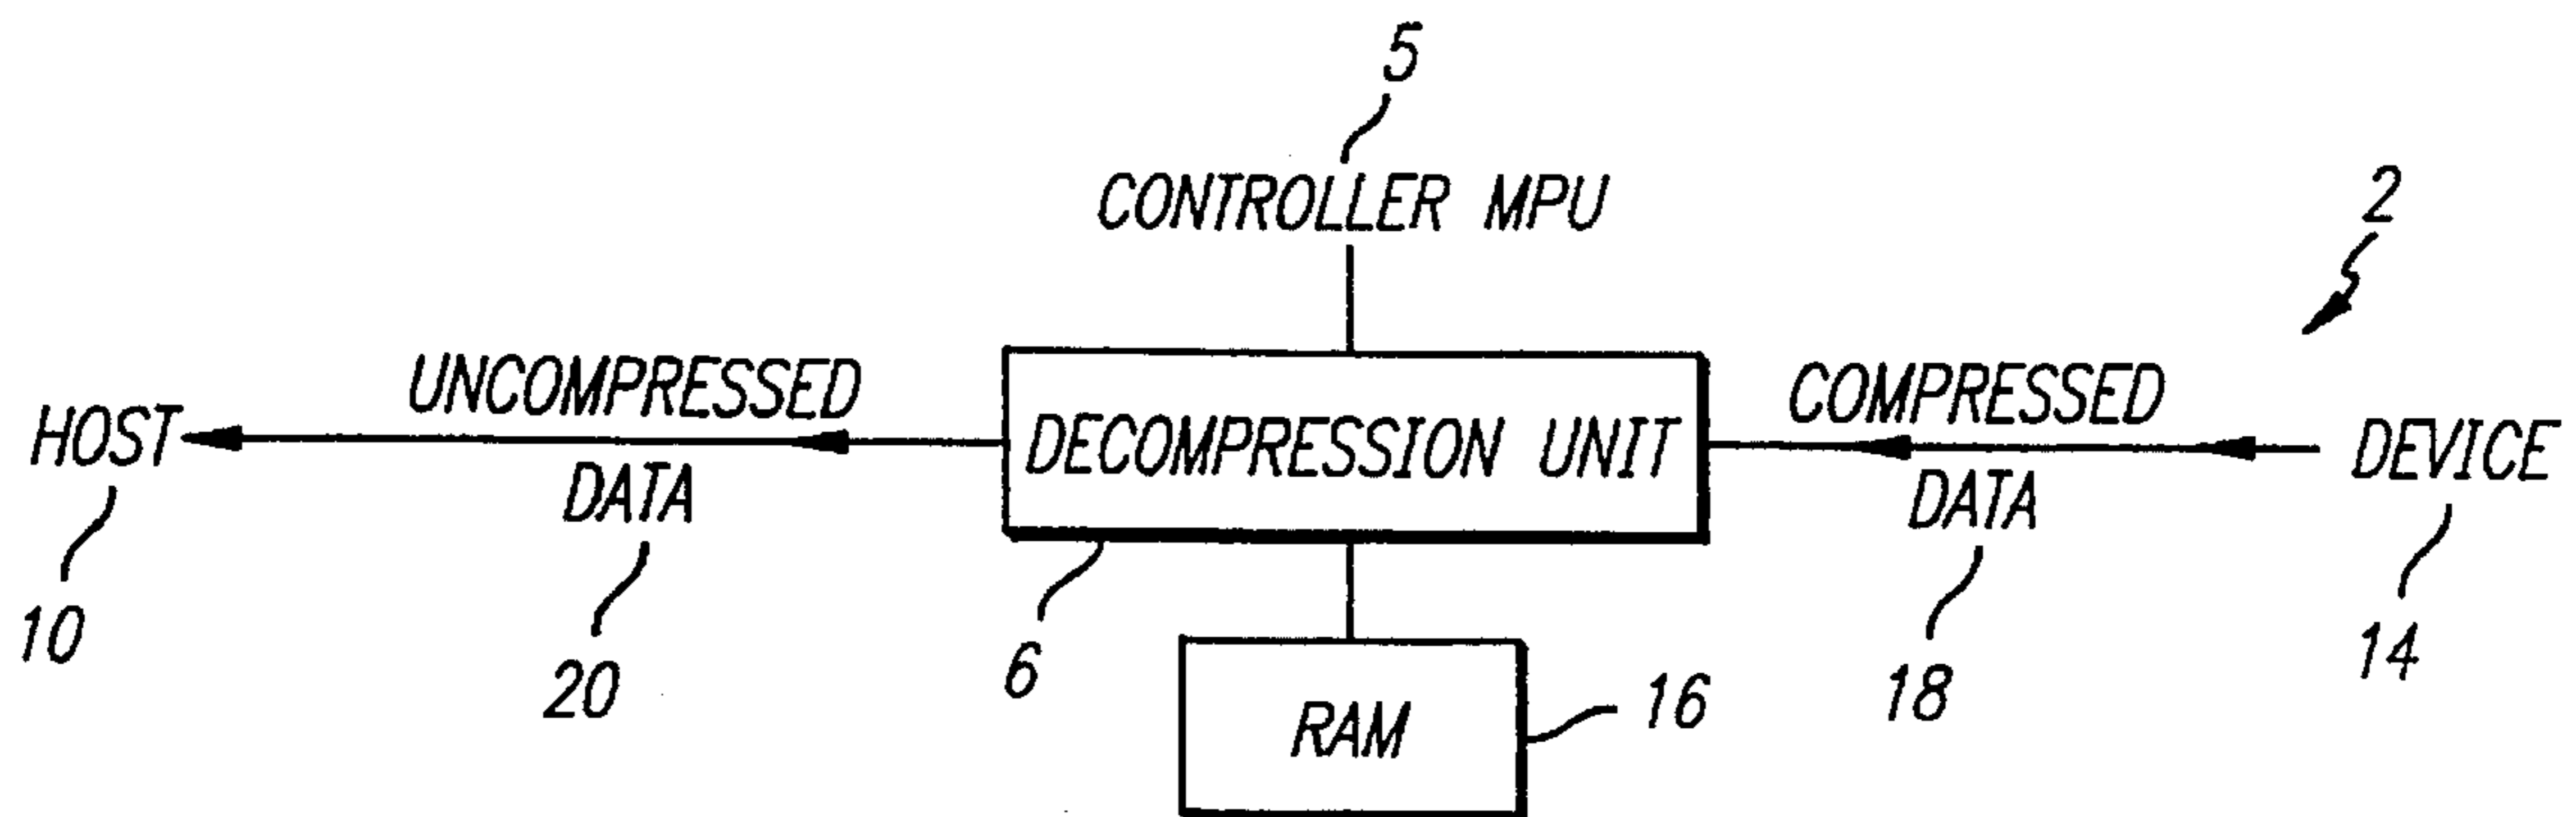 5
CONTROLLER MPU
2
UNCOMPRESSED
COMPRESSED
HOST
DECOMPRESSION UNIT
DEVICE
DATA
DATA
10
20
6
RAM
16
18
14